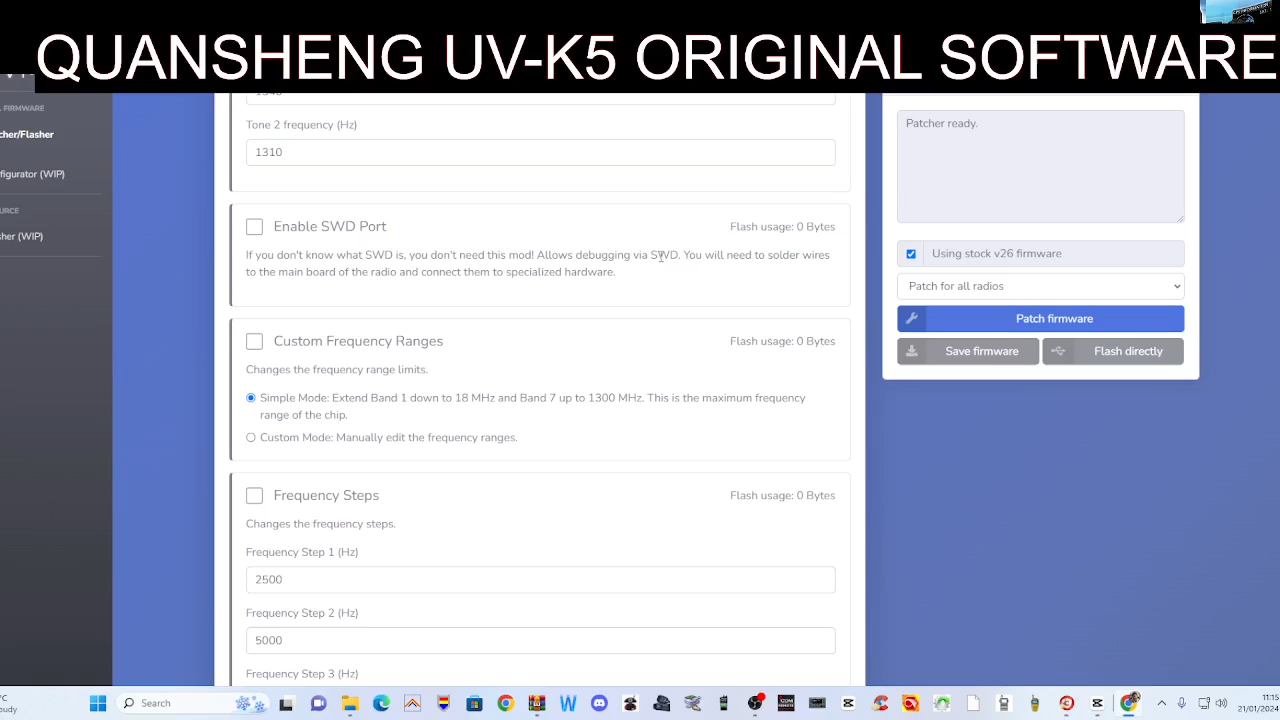 QUANSHENG UV-K5 ORIGINAL SOFTWARE
L FIRMWARE
cher/Flasher
figurator (WIP)
OURCE
sher (WIP)
Tone 2 frequency (Hz)
1310
Enable SWD Port
Flash usage: 0 Bytes
If you don't know what SWD is, you don't need this mod! Allows debugging via SWD. You will need to solder wires
to the main board of the radio and connect them to specialized hardware.
Custom Frequency Ranges
Flash usage: 0 Bytes
Changes the frequency range limits.
Simple Mode: Extend Band 1 down to 18 MHz and Band 7 up to 1300 MHz. This is the maximum frequency
range of the chip.
Custom Mode: Manually edit the frequency ranges.
Frequency Steps
Flash usage: 0 Bytes
Changes the frequency steps.
Frequency Step 1 (Hz)
2500
Frequency Step 2 (Hz)
5000
Frequency Step 3 (Hz)
Patcher ready.
Using stock v26 firmware
Patch for all radios
Patch firmware
Save firmware
Flash directly
°C
oudy
Search
11:15
21/01/2024